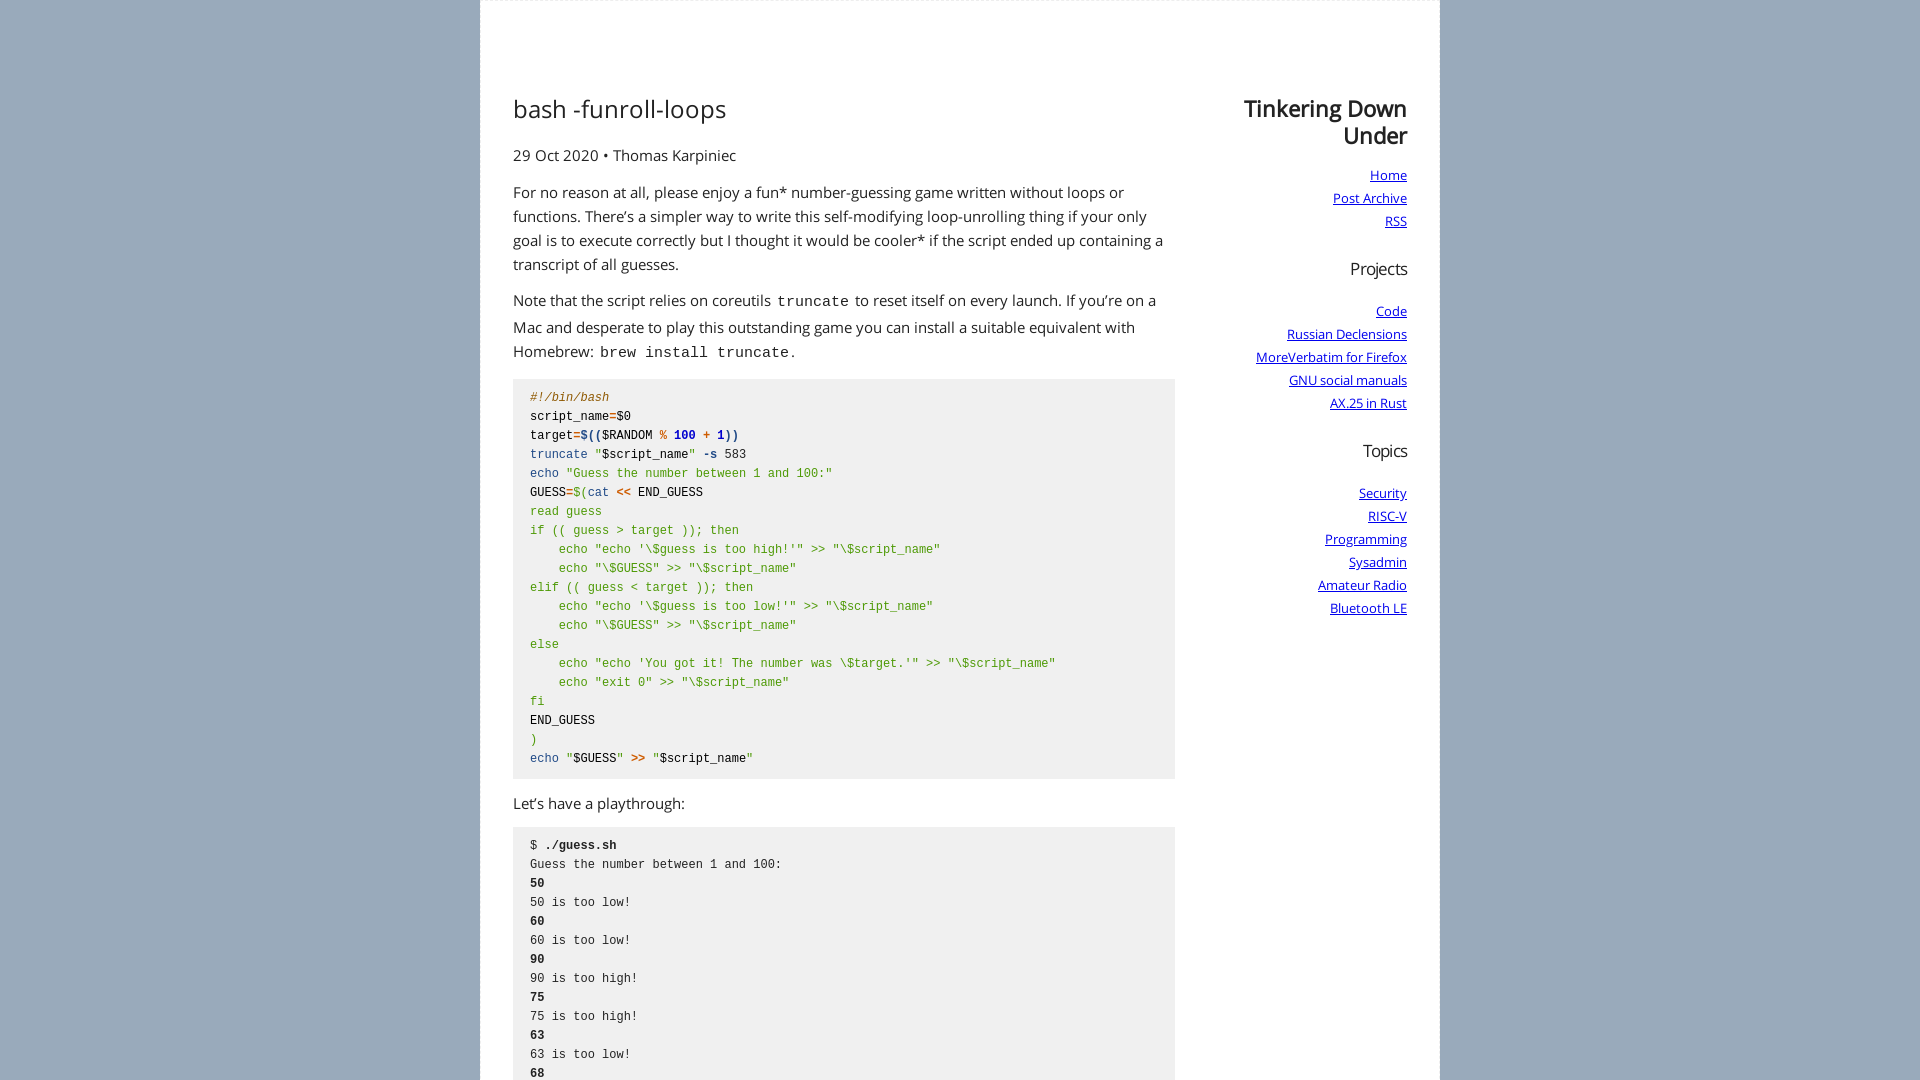 bash -funroll-loops
29 Oct 2020 • Thomas Karpiniec
For no reason at all, please enjoy a fun* number-guessing game written without loops or
functions. There’s a simpler way to write this self-modifying loop-unrolling thing if your only
goal is to execute correctly but I thought it would be cooler* if the script ended up containing a
transcript of all guesses.
Note that the script relies on coreutils truncate to reset itself on every launch. If you’re on a
Mac and desperate to play this outstanding game you can install a suitable equivalent with
Homebrew: brew install truncate.
#!/bin/bash
script_name=$0
target=$(($RANDOM % 100 + 1))
truncate "$script_name" -s 583
echo "Guess the number between 1 and 100:"
GUESS=$(cat << END_GUESS
read guess
if (( guess > target )); then
    echo "echo '\$guess is too high!'" >> "\$script_name"
    echo "\$GUESS" >> "\$script_name"
elif (( guess < target )); then
    echo "echo '\$guess is too low!'" >> "\$script_name"
    echo "\$GUESS" >> "\$script_name"
else
    echo "echo 'You got it! The number was \$target.'" >> "\$script_name"
    echo "exit 0" >> "\$script_name"
fi
END_GUESS
)
echo "$GUESS" >> "$script_name"
Let’s have a playthrough:
$ ./guess.sh
Guess the number between 1 and 100:
50
50 is too low!
60
60 is too low!
90
90 is too high!
75
75 is too high!
63
63 is too low!
68
Tinkering Down
Under
Home
Post Archive
RSS
Projects
Code
Russian Declensions
MoreVerbatim for Firefox
GNU social manuals
AX.25 in Rust
Topics
Security
RISC-V
Programming
Sysadmin
Amateur Radio
Bluetooth LE